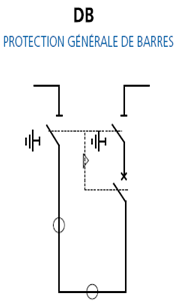 DB
PROTECTION GÉNÉRALE DE BARRES